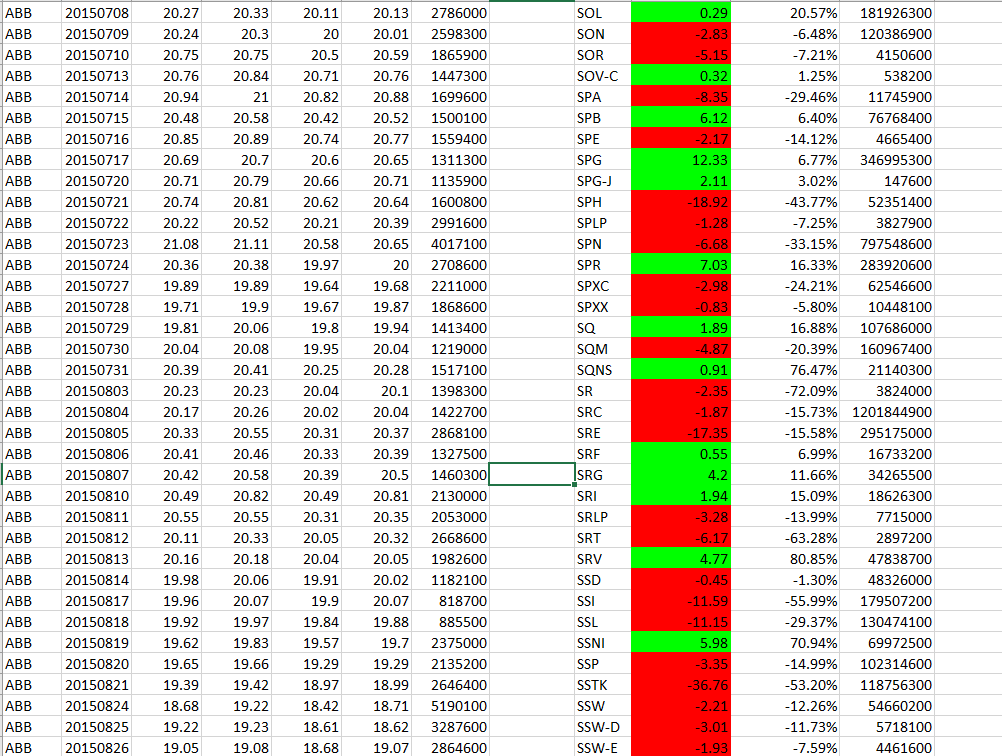 ABB 20150708 20.27 20.33 20.11 20.13 2786000 SOL 0.29 20.57% 181926300
ABB 20150709 20.24 20.3 20 20.01 2598300 SON -2.83 -6.48% 120386900
ABB 20150710 20.75 20.75 20.5 20.59 1865900 SOR -5.15 -7.21% 4150600
ABB 20150713 20.76 20.84 20.71 20.76 1447300 SOV-C 0.32 1.25% 538200
ABB 20150714 20.94 21 20.82 20.88 1699600 SPA -8.35 -29.46% 11745900
ABB 20150715 20.48 20.58 20.42 20.52 1500100 SPB 6.12 6.40% 76768400
ABB 20150716 20.85 20.89 20.74 20.77 1559400 SPE -2.17 -14.12% 4665400
ABB 20150717 20.69 20.7 20.6 20.65 1311300 SPG 12.33 6.77% 346995300
ABB 20150720 20.71 20.79 20.66 20.71 1135900 SPG-J 2.11 3.02% 147600
ABB 20150721 20.74 20.81 20.62 20.64 1600800 SPH -18.92 -43.77% 52351400
ABB 20150722 20.22 20.52 20.21 20.39 2991600 SPLP -1.28 -7.25% 3827900
ABB 20150723 21.08 21.11 20.58 20.65 4017100 SPN -6.68 -33.15% 797548600
ABB 20150724 20.36 20.38 19.97 20 2708600 SPR 7.03 16.33% 283920600
ABB 20150727 19.89 19.89 19.64 19.68 2211000 SPXC -2.98 -24.21% 62546600
ABB 20150728 19.71 19.9 19.67 19.87 1868600 SPXX -0.83 -5.80% 10448100
ABB 20150729 19.81 20.06 19.8 19.94 1413400 SQ 1.89 16.88% 107686000
ABB 20150730 20.04 20.08 19.95 20.04 1219000 SQM -4.87 -20.39% 160967400
ABB 20150731 20.39 20.41 20.25 20.28 1517100 SQNS 0.91 76.47% 21140300
ABB 20150803 20.23 20.23 20.04 20.1 1398300 SR -2.35 -72.09% 3824000
ABB 20150804 20.17 20.26 20.02 20.04 1422700 SRC -1.87 -15.73% 1201844900
ABB 20150805 20.33 20.55 20.31 20.37 2868100 SRE -17.35 -15.58% 295175000
ABB 20150806 20.41 20.46 20.33 20.39 1327500 SRF 0.55 6.99% 16733200
ABB 20150807 20.42 20.58 20.39 20.5 1460300 SRG 4.2 11.66% 34265500
ABB 20150810 20.49 20.82 20.49 20.81 2130000 SRI 1.94 15.09% 18626300
ABB 20150811 20.55 20.55 20.31 20.35 2053000 SRLP -3.28 -13.99% 7715000
ABB 20150812 20.11 20.33 20.05 20.32 2668600 SRT -6.17 -63.28% 2897200
ABB 20150813 20.16 20.18 20.04 20.05 1982600 SRV 4.77 80.85% 47838700
ABB 20150814 19.98 20.06 19.91 20.02 1182100 SSD -0.45 -1.30% 48326000
ABB 20150817 19.96 20.07 19.9 20.07 818700 SSI -11.59 -55.99% 179507200
ABB 20150818 19.92 19.97 19.84 19.88 885500 SSL -11.15 -29.37% 130474100
ABB 20150819 19.62 19.83 19.57 19.7 2375000 SSNI 5.98 70.94% 69972500
ABB 20150820 19.65 19.66 19.29 19.29 2135200 SSP -3.35 -14.99% 102314600
ABB 20150821 19.39 19.42 18.97 18.99 2646400 SSTK -36.76 -53.20% 118756300
ABB 20150824 18.68 19.22 18.42 18.71 5190100 SSW -2.21 -12.26% 54660200
ABB 20150825 19.22 19.23 18.61 18.62 3287600 SSW-D -3.01 -11.73% 5718100
ABB 20150826 19.05 19.08 18.68 19.07 2864600 SSW-E -1.93 -7.59% 4461600